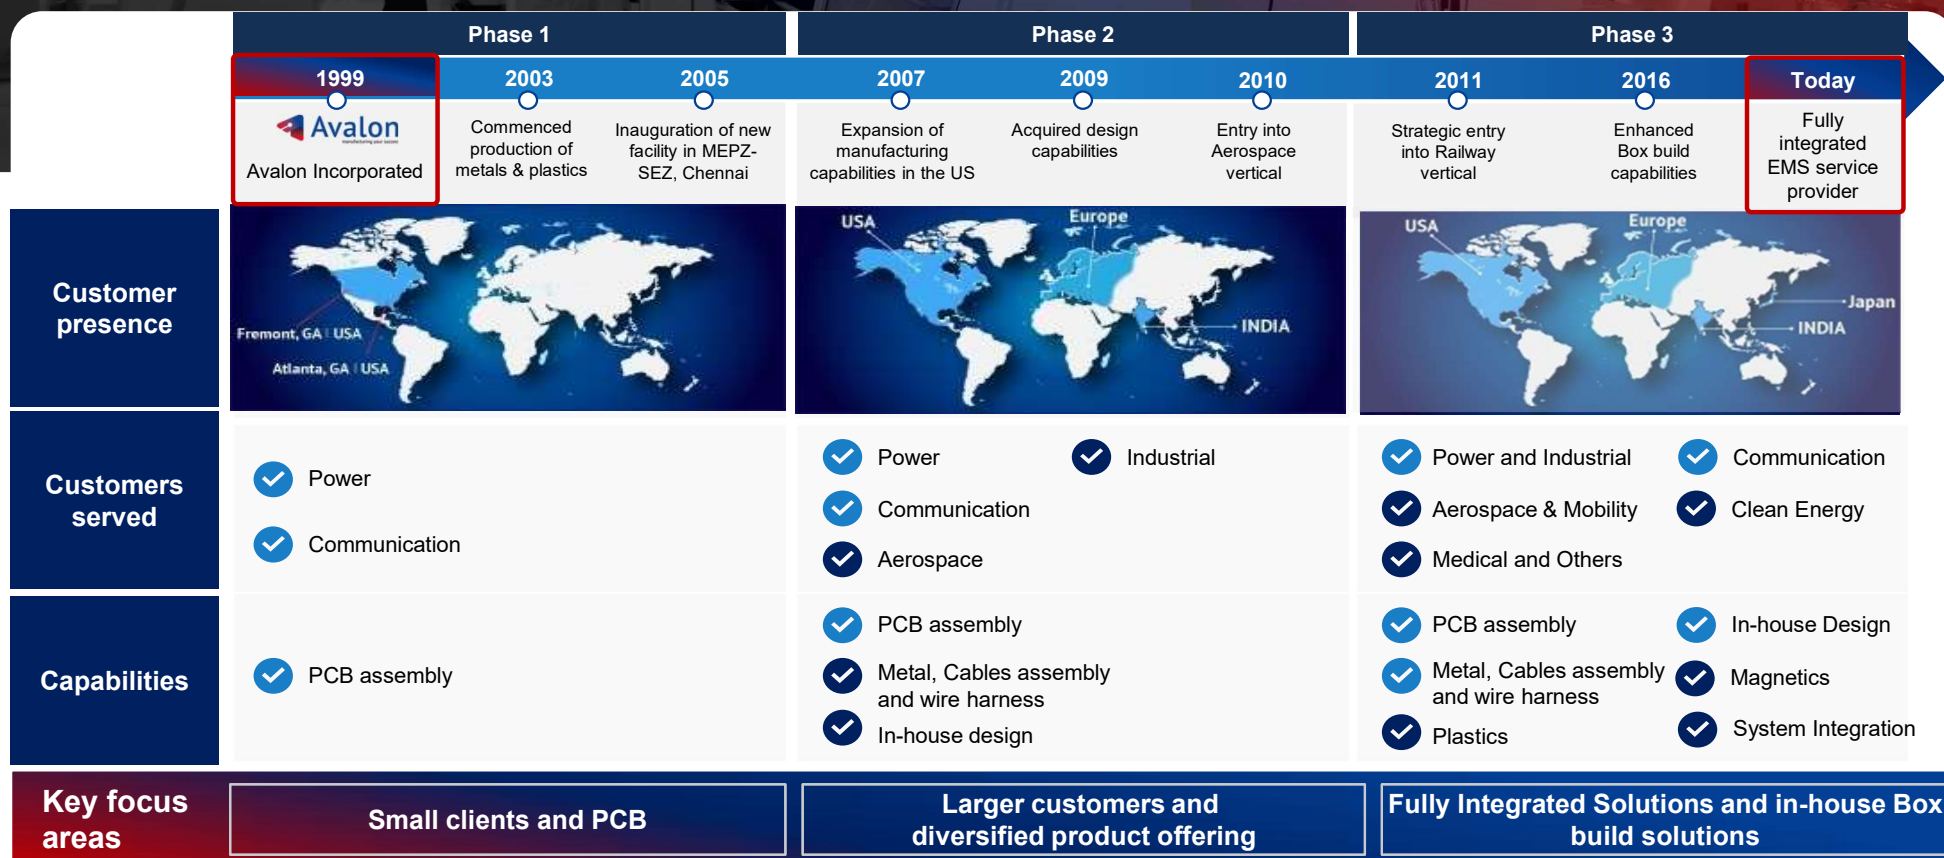 Phase 1
Phase 2
Phase 3
1999
2003
2005
2007
2009
2010
2011
2016
Today
Avalon
Avalon Incorporated
Commenced
production of
metals & plastics
Inauguration of new
facility in MEPZ-
SEZ, Chennai
Expansion of
manufacturing
capabilities in the US
Acquired design
capabilities
Entry into
Aerospace
vertical
Strategic entry
into Railway
vertical
Enhanced
Box build
capabilities
Fully
integrated
EMS service
provider
Customer
presence
Fremont, GA | USA
Atlanta, GA | USA
USA
Europe
INDIA
USA
Europe
Japan
INDIA
Customers
served
Power
Communication
Power
Industrial
Communication
Aerospace
Power and Industrial
Communication
Aerospace & Mobility
Clean Energy
Medical and Others
Capabilities
PCB assembly
PCB assembly
Metal, Cables assembly
and wire harness
In-house design
PCB assembly
In-house Design
Metal, Cables assembly
and wire harness
Magnetics
Plastics
System Integration
Key focus
areas
Small clients and PCB
Larger customers and
diversified product offering
Fully Integrated Solutions and in-house Box
build solutions